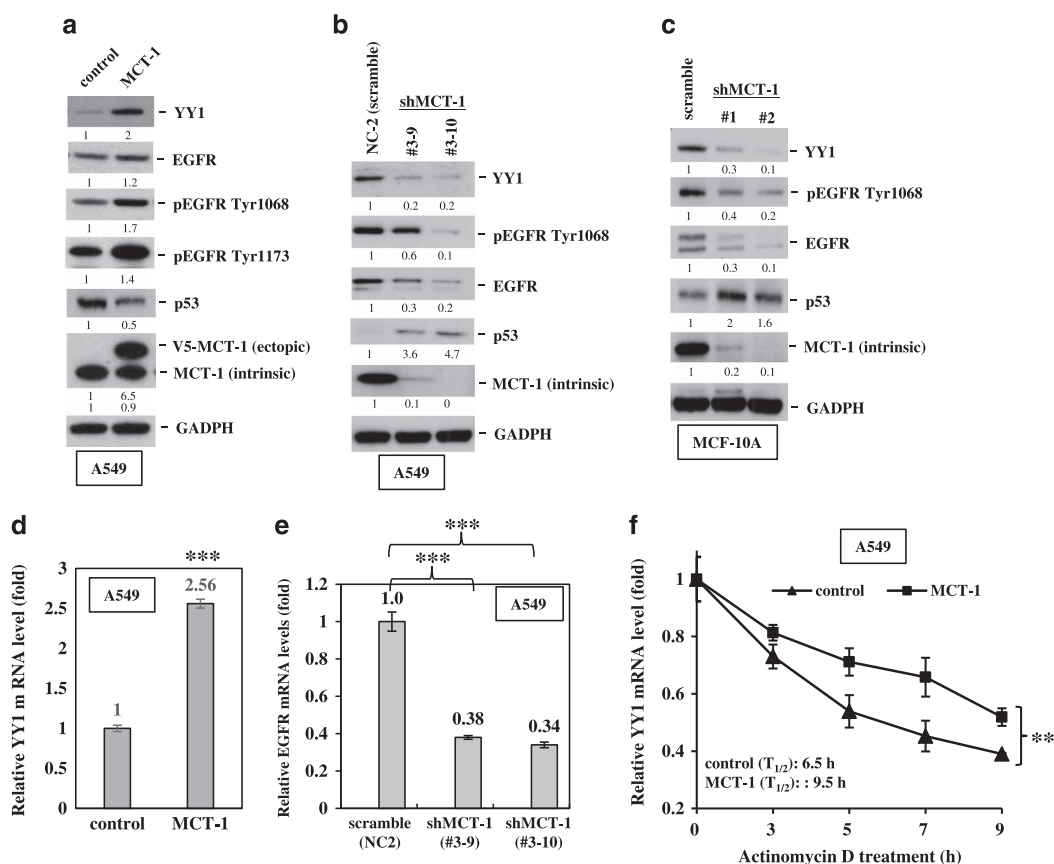 a
control
MCT-1
YY1
1 2
EGFR
1 1.2
pEGFR Tyr1068
1 1.7
pEGFR Tyr1173
1 1.4
p53
1 0.5
V5-MCT-1 (ectopic)
MCT-1 (intrinsic)
1 6.5
1 0.9
GADPH
A549
b
NC-2 (scramble)
shMCT-1
#3-9
#3-10
YY1
1 0.2 0.2
pEGFR Tyr1068
1 0.6 0.1
EGFR
1 0.3 0.2
p53
1 3.6 4.7
MCT-1 (intrinsic)
1 0.1 0
GADPH
A549
c
scramble
shMCT-1
#1 #2
YY1
1 0.3 0.1
pEGFR Tyr1068
1 0.4 0.2
EGFR
1 0.3 0.1
p53
1 2 1.6
MCT-1 (intrinsic)
1 0.2 0.1
GADPH
MCF-10A
d
Relative YY1 m RNA level (fold)
3
2.5
2
1.5
1
0.5
0
A549
***
2.56
1
control MCT-1
e
Relative EGFR mRNA levels (fold)
***
***
1.2
1
0.8
0.6
0.4
0.2
0
A549
1.0
0.38
0.34
scramble (NC2)
shMCT-1 (#3-9)
shMCT-1 (#3-10)
f
A549
Relative YY1 mRNA level (fold)
1
0.8
0.6
0.4
0.2
control MCT-1
**
control (T1/2): 6.5 h
MCT-1 (T1/2): : 9.5 h
0 3 5 7 9
Actinomycin D treatment (h)